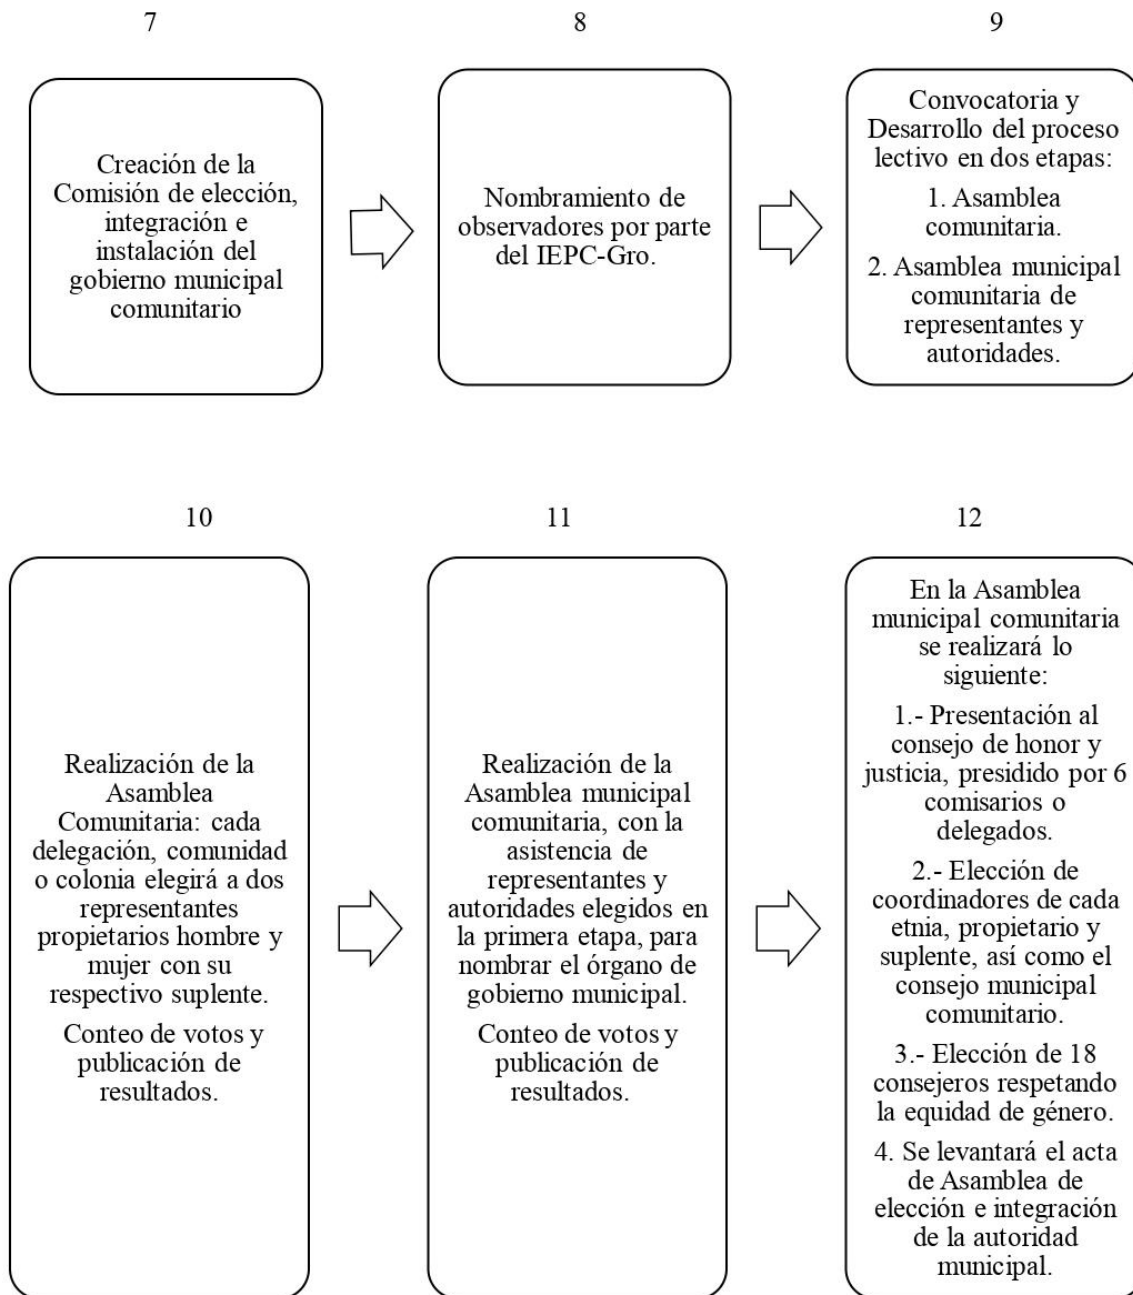 7
8
9
Creación de la
Comisión de elección,
integración e
instalación del
gobierno municipal
comunitario
Nombramiento de
observadores por parte
del IEPC-Gro.
Convocatoria y
Desarrollo del proceso
lectivo en dos etapas:
1. Asamblea
comunitaria.
2. Asamblea municipal
comunitaria de
representantes y
autoridades.
10
11
12
Realización de la
Asamblea
Comunitaria: cada
delegación, comunidad
o colonia elegirá a dos
representantes
propietarios hombre y
mujer con su
respectivo suplente.
Conteo de votos y
publicación de
resultados.
Realización de la
Asamblea municipal
comunitaria, con la
asistencia de
representantes y
autoridades elegidos en
la primera etapa, para
nombrar el órgano de
gobierno municipal.
Conteo de votos y
publicación de
resultados.
En la Asamblea
municipal comunitaria
se realizará lo
siguiente:
1.- Presentación al
consejo de honor y
justicia, presidido por 6
comisarios o
delegados.
2.- Elección de
coordinadores de cada
etnia, propietario y
suplente, así como el
consejo municipal
comunitario.
3.- Elección de 18
consejeros respetando
la equidad de género.
4. Se levantará el acta
de Asamblea de
elección e integración
de la autoridad
municipal.